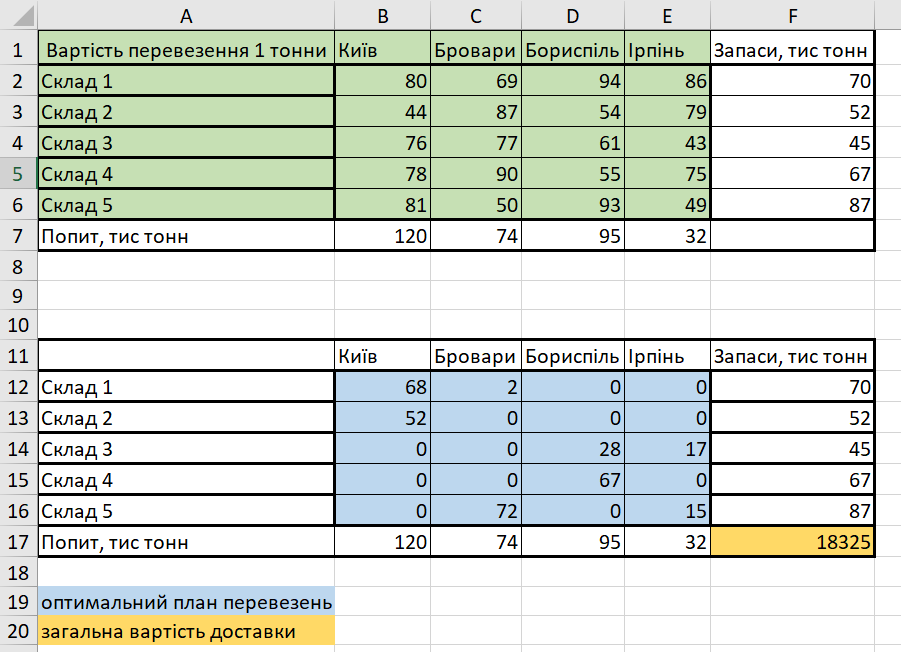 A B C D E F
1 Вартість перевезення 1 тонни Київ Бровари Бориспіль Ірпінь Запаси, тис тонн
2 Склад 1 80 69 94 86 70
3 Склад 2 44 87 54 79 52
4 Склад 3 76 77 61 43 45
5 Склад 4 78 90 55 75 67
6 Склад 5 81 50 93 49 87
7 Попит, тис тонн 120 74 95 32
8
9
10
11 Київ Бровари Бориспіль Ірпінь Запаси, тис тонн
12 Склад 1 68 2 0 0 70
13 Склад 2 52 0 0 0 52
14 Склад 3 0 0 28 17 45
15 Склад 4 0 0 67 0 67
16 Склад 5 0 72 0 15 87
17 Попит, тис тонн 120 74 95 32 18325
18
19 оптимальний план перевезень
20 загальна вартість доставки